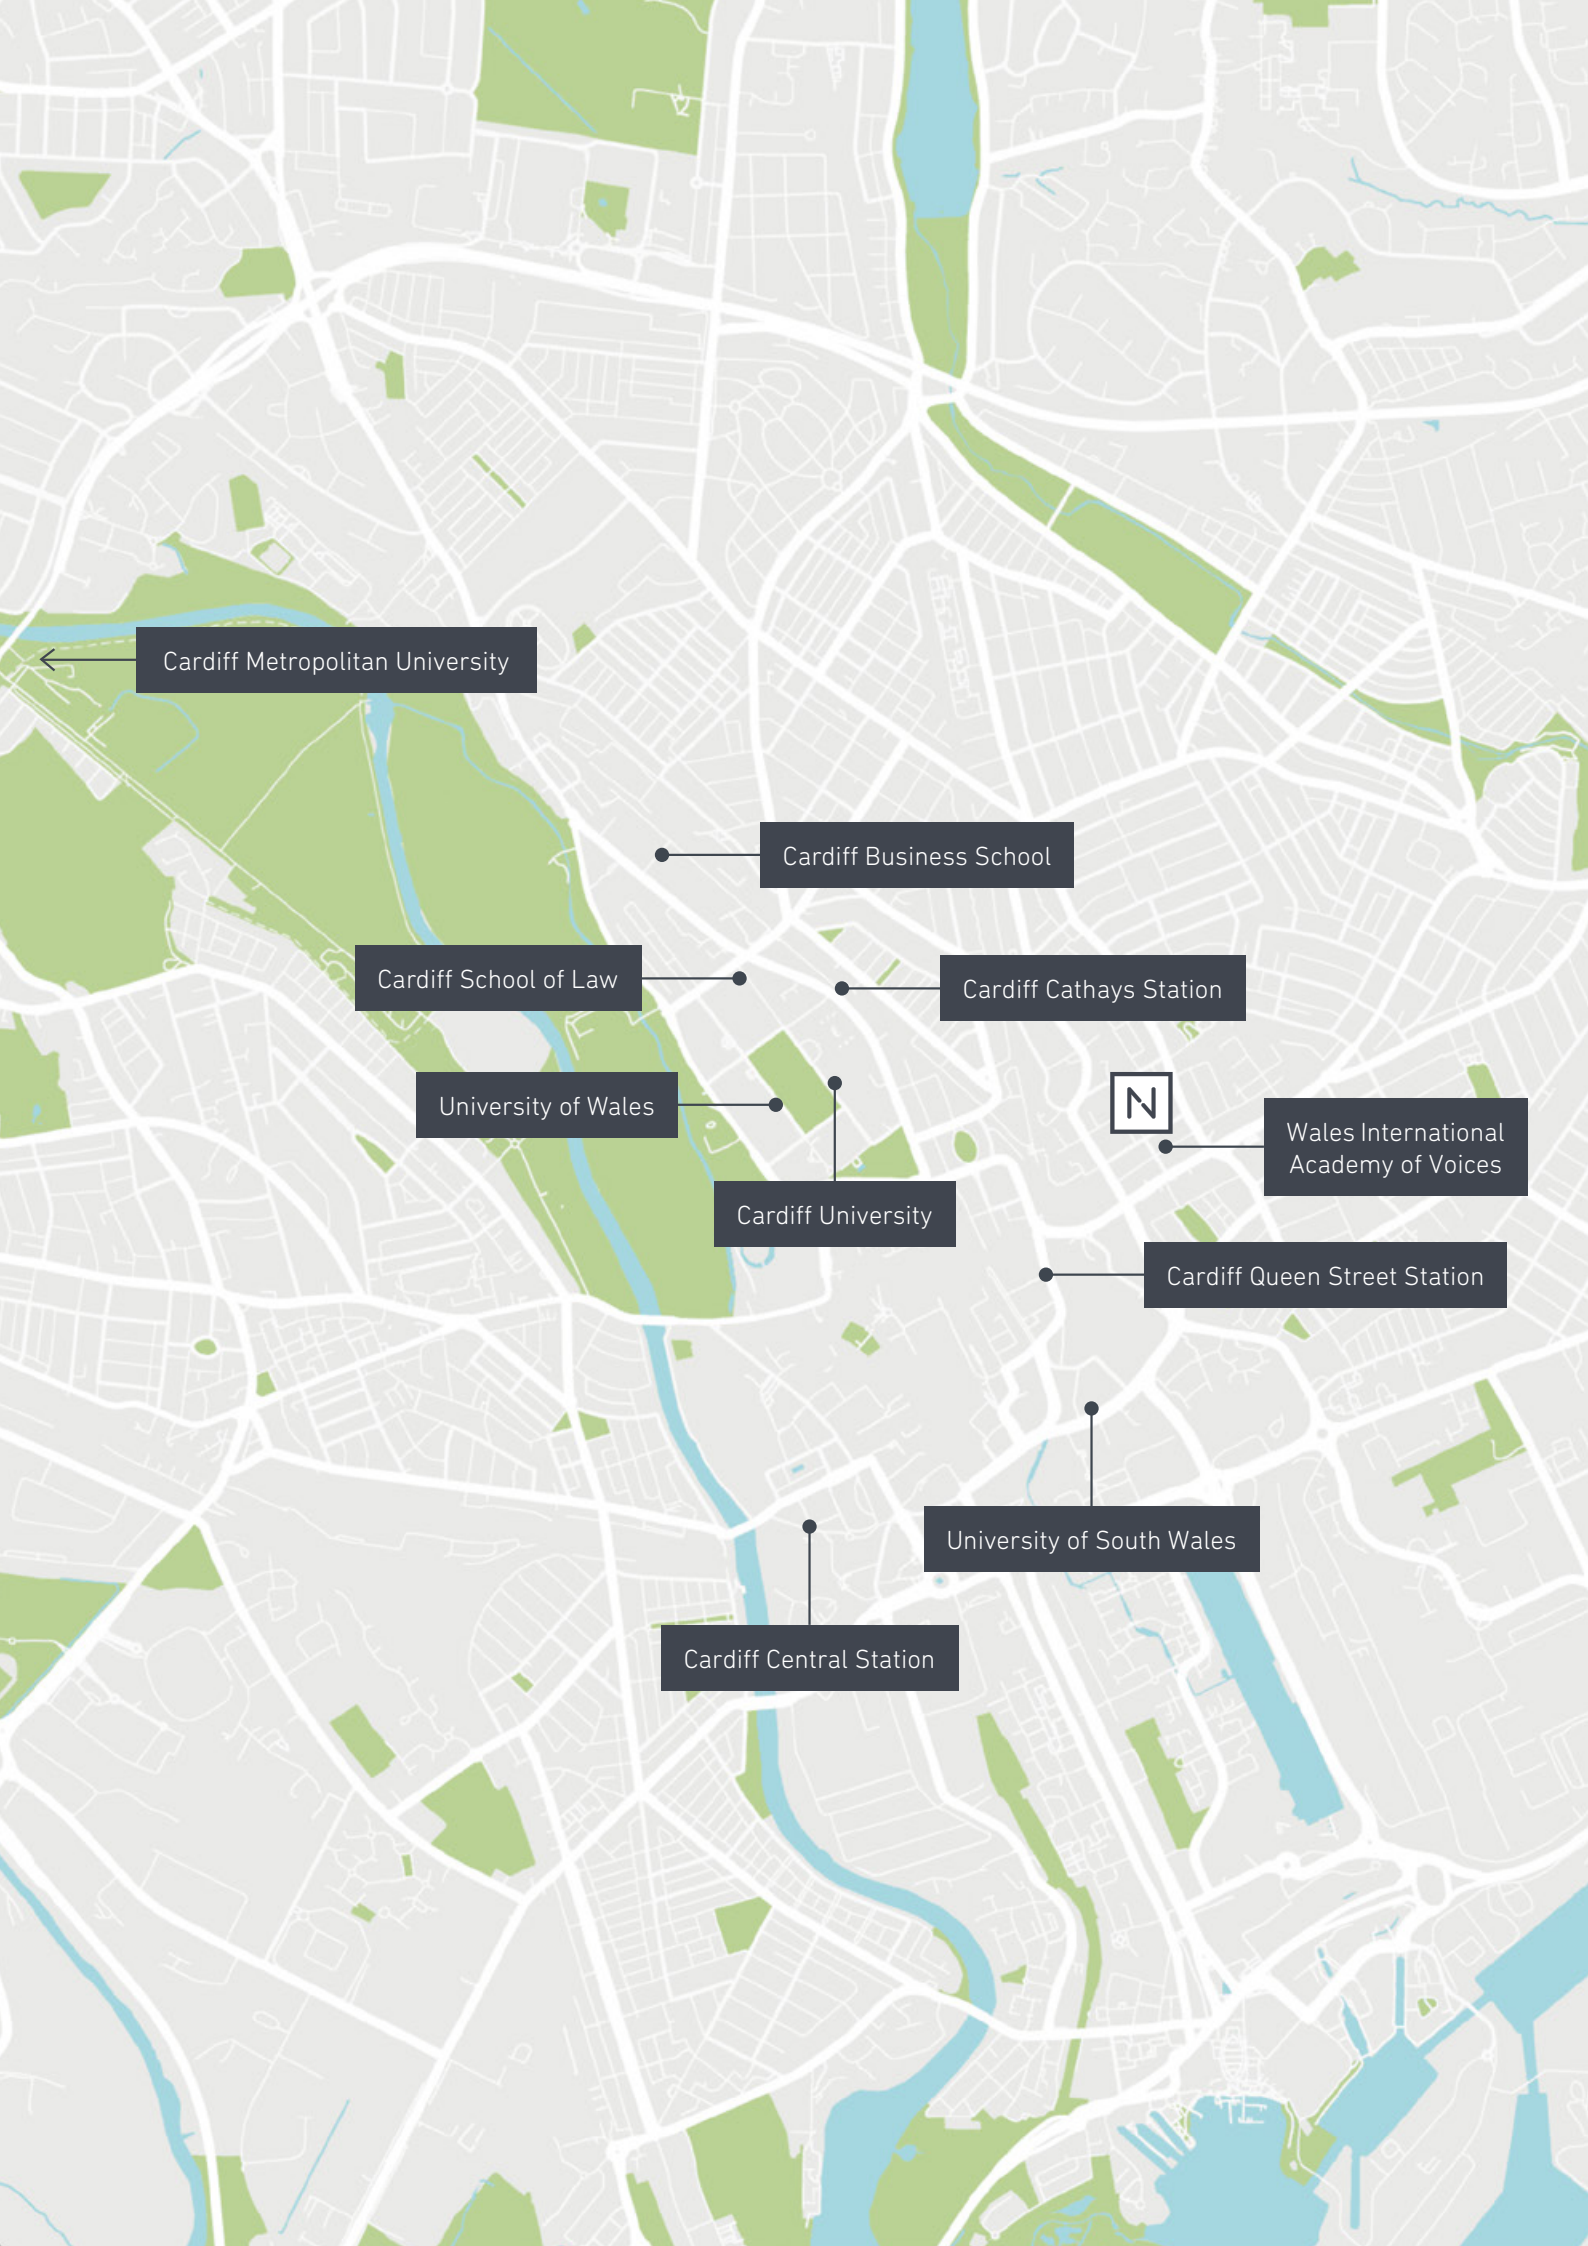 Cardiff Metropolitan University
Cardiff Business School
Cardiff School of Law
Cardiff Cathays Station
University of Wales
N
Wales International
Academy of Voices
Cardiff University
Cardiff Queen Street Station
University of South Wales
Cardiff Central Station